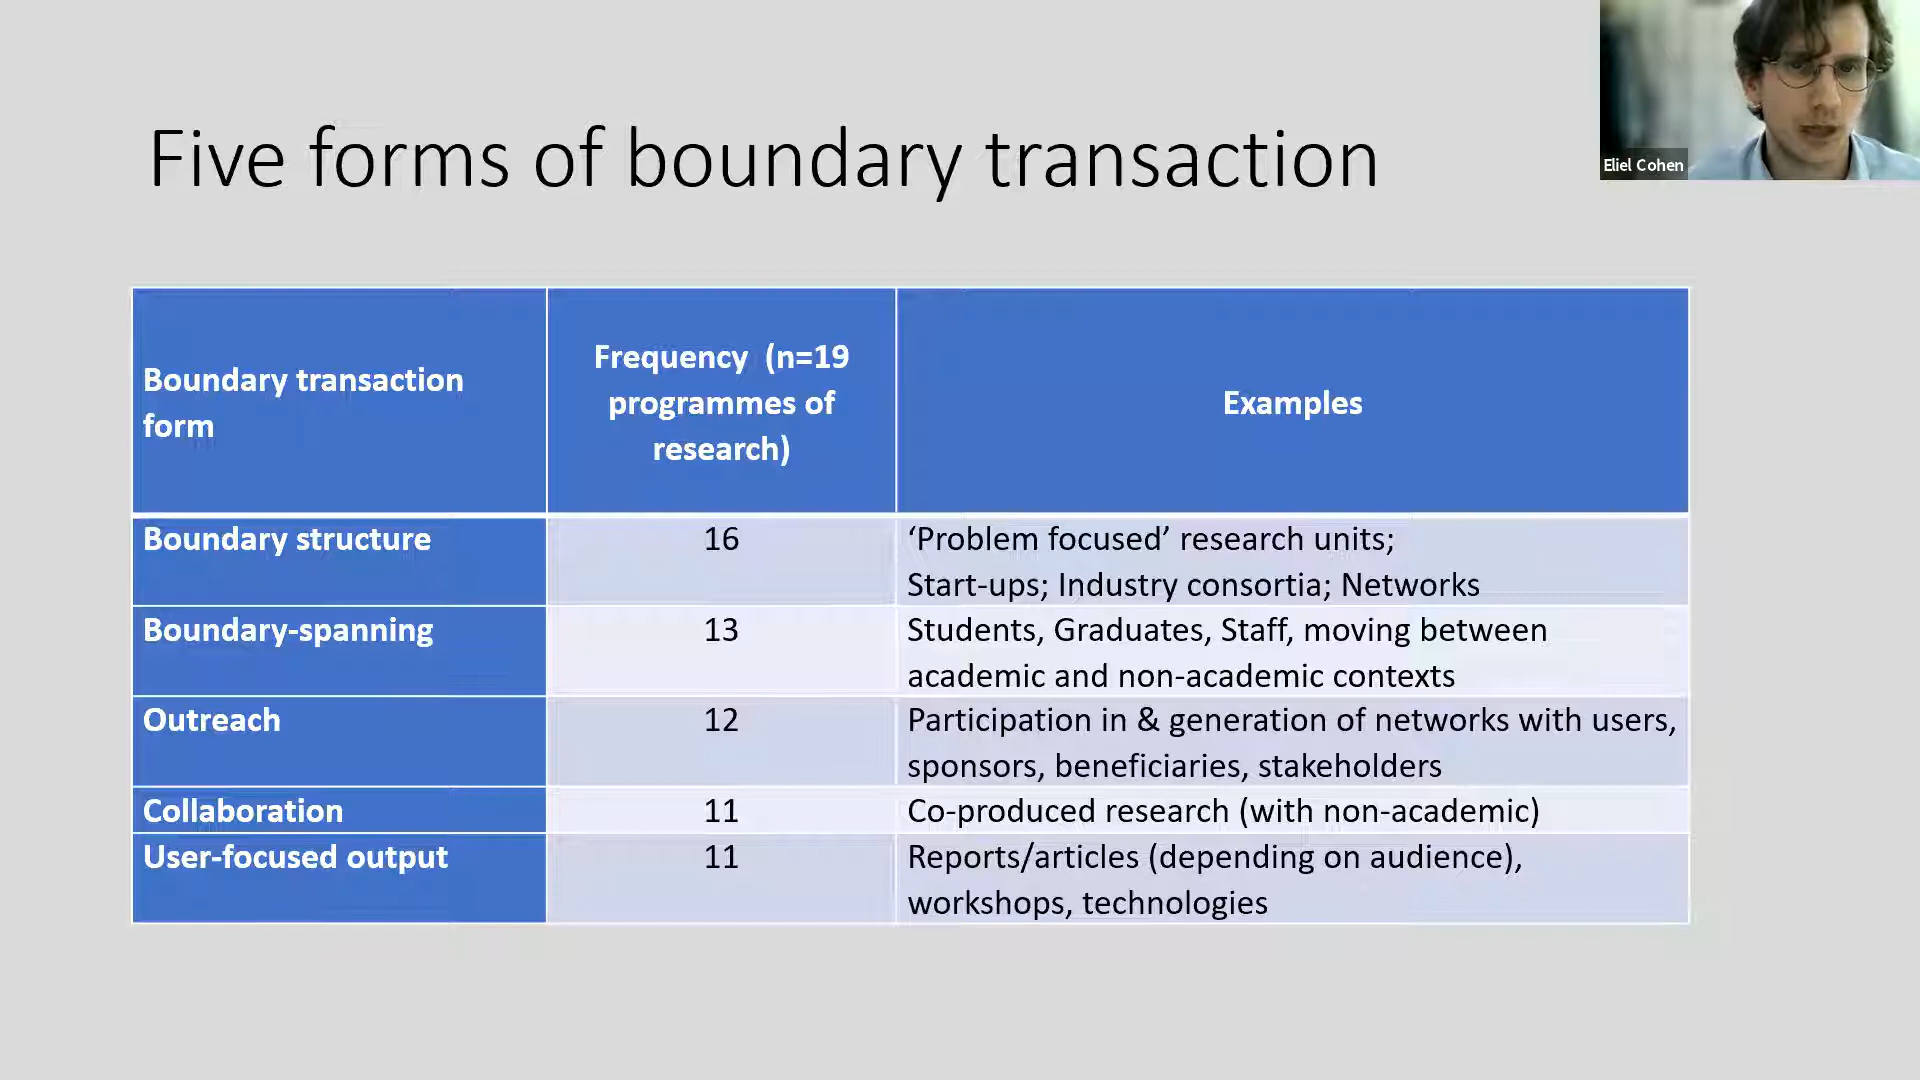 Five forms of boundary transaction
Eliel Cohen
Boundary transaction
form
Frequency (n=19
programmes of
research)
Examples
Boundary structure
16
‘Problem focused’ research units;
Start-ups; Industry consortia; Networks
Boundary-spanning
13
Students, Graduates, Staff, moving between
academic and non-academic contexts
Outreach
12
Participation in & generation of networks with users,
sponsors, beneficiaries, stakeholders
Collaboration
11
Co-produced research (with non-academic)
User-focused output
11
Reports/articles (depending on audience),
workshops, technologies